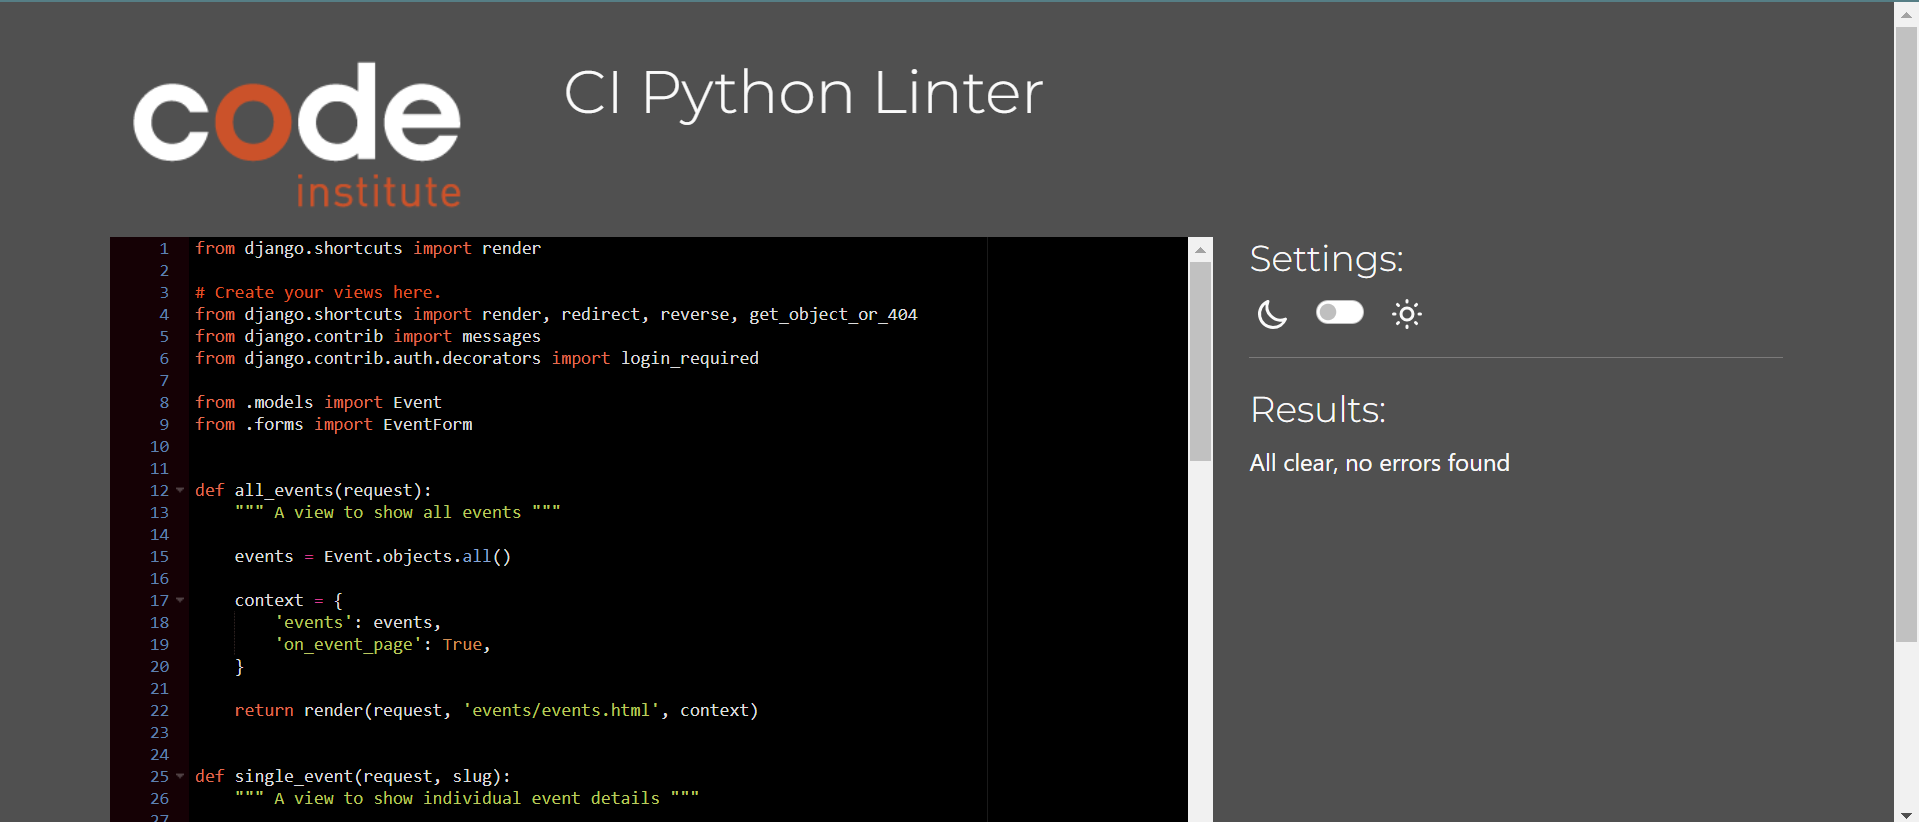 code
institute
CI Python Linter
1 from django.shortcuts import render
2
3 # Create your views here.
4 from django.shortcuts import render, redirect, reverse, get_object_or_404
5 from django.contrib import messages
6 from django.contrib.auth.decorators import login_required
7
8 from .models import Event
9 from .forms import EventForm
10
11
12 def all_events(request):
13     """ A view to show all events """
14
15     events = Event.objects.all()
16
17     context = {
18         'events': events,
19         'on_event_page': True,
20     }
21
22     return render(request, 'events/events.html', context)
23
24
25 def single_event(request, slug):
26     """ A view to show individual event details """
27
Settings:
Results:
All clear, no errors found